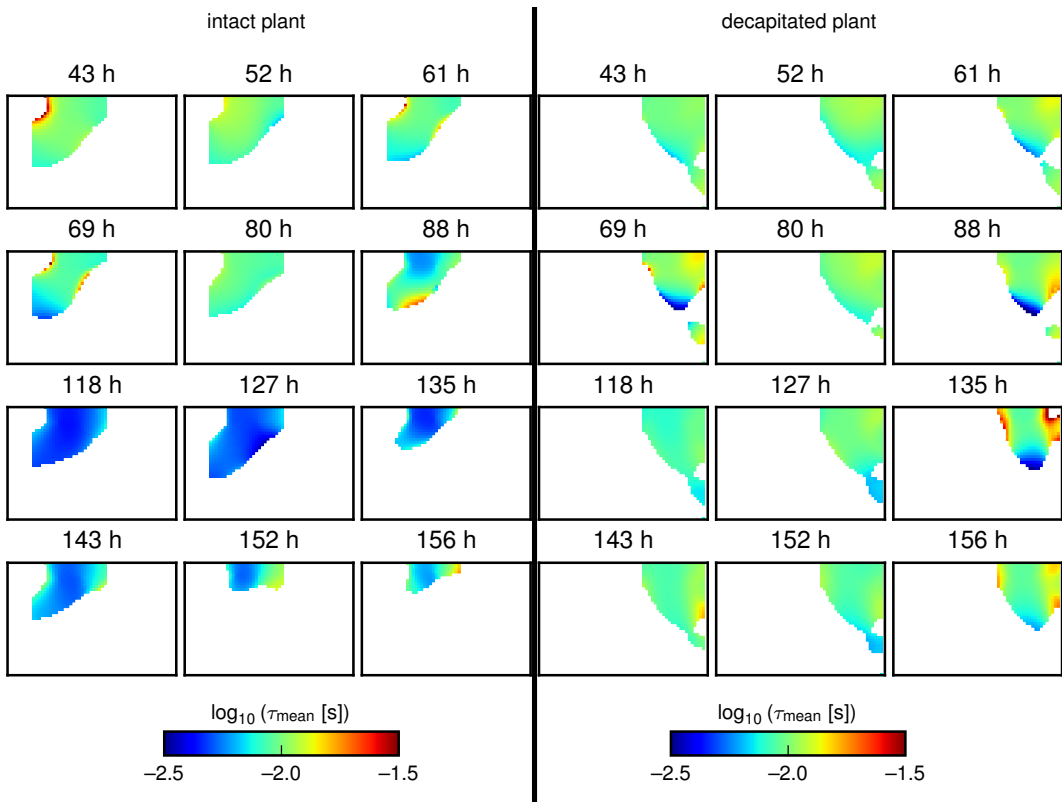 intact plant decapitated plant
43 h 52 h 61 h 43 h 52 h 61 h
69 h 80 h 88 h 69 h 80 h 88 h
118 h 127 h 135 h 118 h 127 h 135 h
143 h 152 h 156 h 143 h 152 h 156 h
log₁₀ (τmean [s]) log₁₀ (τmean [s])
−2.5 −2.0 −1.5 −2.5 −2.0 −1.5